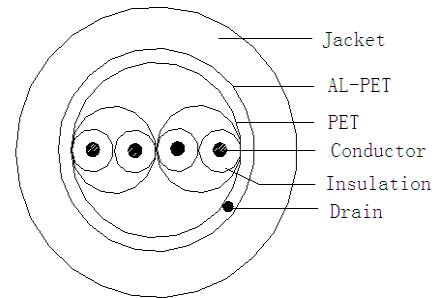 Jacket
AL-PET
PET
Conductor
Insulation
Drain